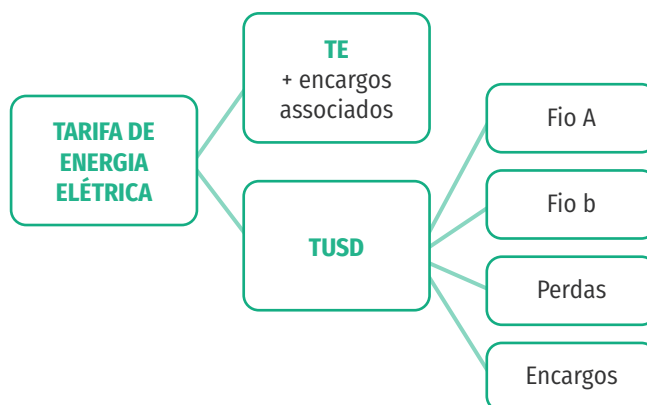 TARIFA DE
ENERGIA
ELÉTRICA
TE
+ encargos
associados
TUSD
Fio A
Fio b
Perdas
Encargos